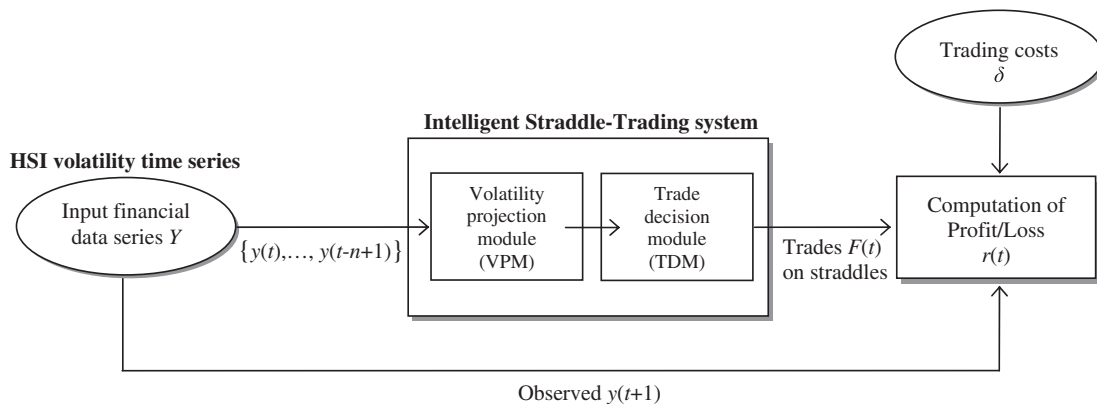 Trading costs
δ
Intelligent Straddle-Trading system
HSI volatility time series
Input financial
data series Y
{y(t),..., y(t-n+1)}
Volatility
projection
module
(VPM)
Trade
decision
module
(TDM)
Trades F(t)
on straddles
Computation of
Profit/Loss
r(t)
Observed y(t+1)